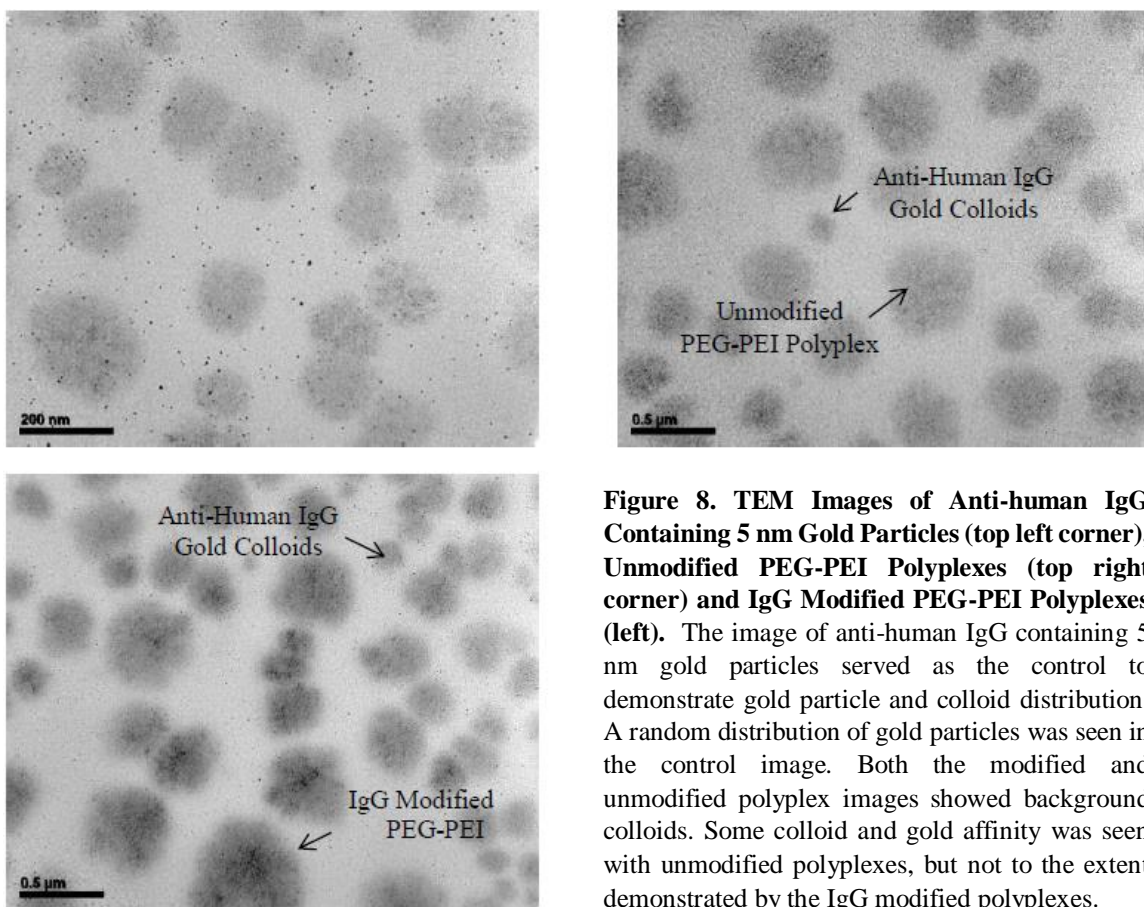 200 nm
Anti-Human IgG
Gold Colloids
Unmodified
PEG-PEI Polyplex
0.5 µm
Anti-Human IgG
Gold Colloids
IgG Modified
PEG-PEI
0.5 µm
Figure 8. TEM Images of Anti-human IgG
Containing 5 nm Gold Particles (top left corner),
Unmodified PEG-PEI Polyplexes (top right
corner) and IgG Modified PEG-PEI Polyplexes
(left). The image of anti-human IgG containing 5
nm gold particles served as the control to
demonstrate gold particle and colloid distribution.
A random distribution of gold particles was seen in
the control image. Both the modified and
unmodified polyplex images showed background
colloids. Some colloid and gold affinity was seen
with unmodified polyplexes, but not to the extent
demonstrated by the IgG modified polyplexes.